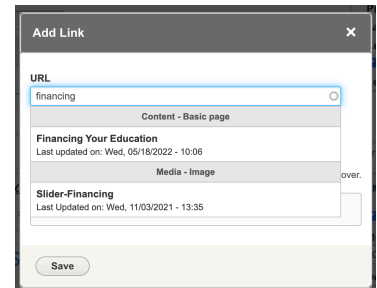 Add Link
×
URL
financing
Content - Basic page
Financing Your Education
Last updated on: Wed, 05/18/2022 - 10:06
Media - Image
over.
Slider-Financing
Last Updated on: Wed, 11/03/2021 - 13:35
Save